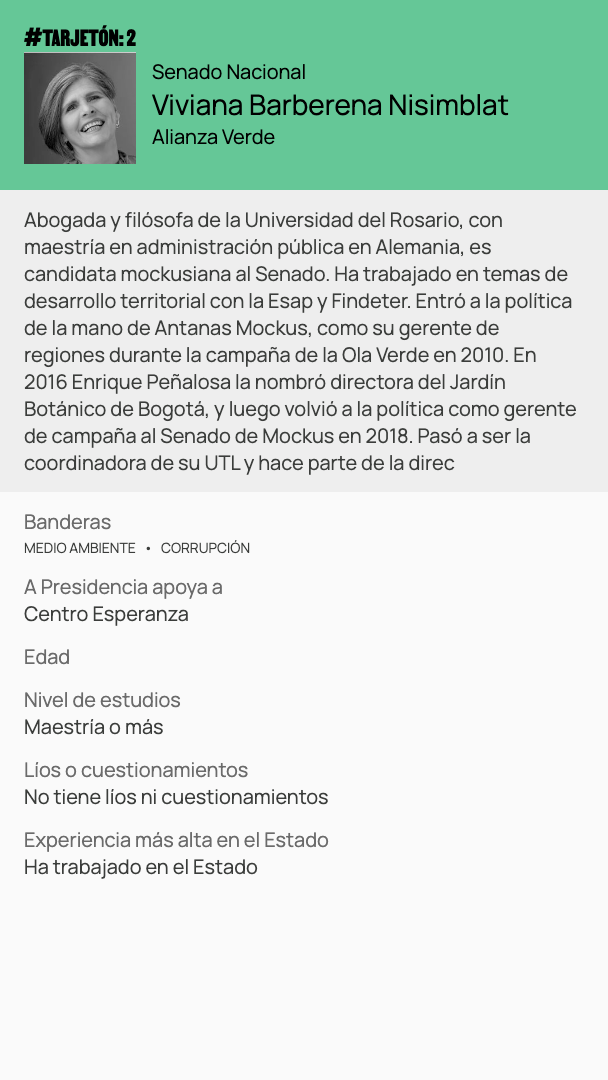 #TARJETÓN: 2
Senado Nacional
Viviana Barberena Nisimblat
Alianza Verde
Abogada y filósofa de la Universidad del Rosario, con
maestría en administración pública en Alemania, es
candidata mockusiana al Senado. Ha trabajado en temas de
desarrollo territorial con la Esap y Findeter. Entró a la política
de la mano de Antanas Mockus, como su gerente de
regiones durante la campaña de la Ola Verde en 2010. En
2016 Enrique Peñalosa la nombró directora del Jardín
Botánico de Bogotá, y luego volvió a la política como gerente
de campaña al Senado de Mockus en 2018. Pasó a ser la
coordinadora de su UTL y hace parte de la direc
Banderas
MEDIO AMBIENTE • CORRUPCIÓN
A Presidencia apoya a
Centro Esperanza
Edad
Nivel de estudios
Maestría o más
Líos o cuestionamientos
No tiene líos ni cuestionamientos
Experiencia más alta en el Estado
Ha trabajado en el Estado